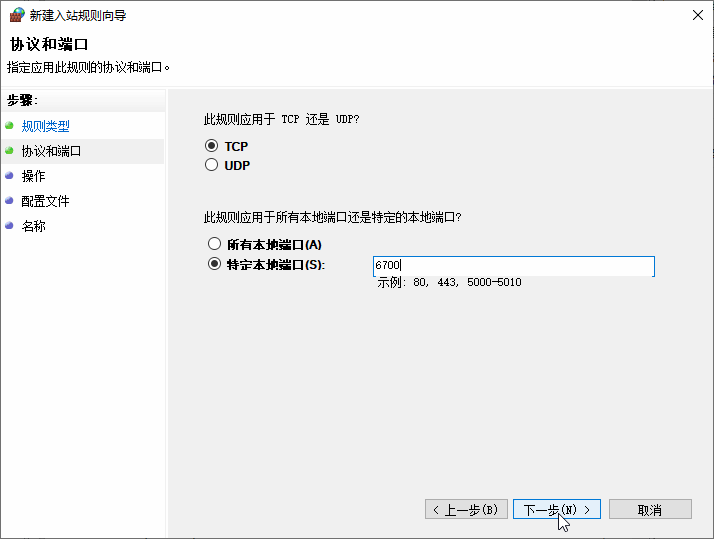 新建入站规则向导
协议和端口
指定应用此规则的协议和端口。
步骤:
规则类型
协议和端口
操作
配置文件
名称
此规则应用于 TCP 还是 UDP?
TCP
UDP
此规则应用于所有本地端口还是特定的本地端口?
所有本地端口(A)
特定本地端口(S):
6700
示例: 80, 443, 5000-5010
< 上一步(B)
下一步(N) >
取消